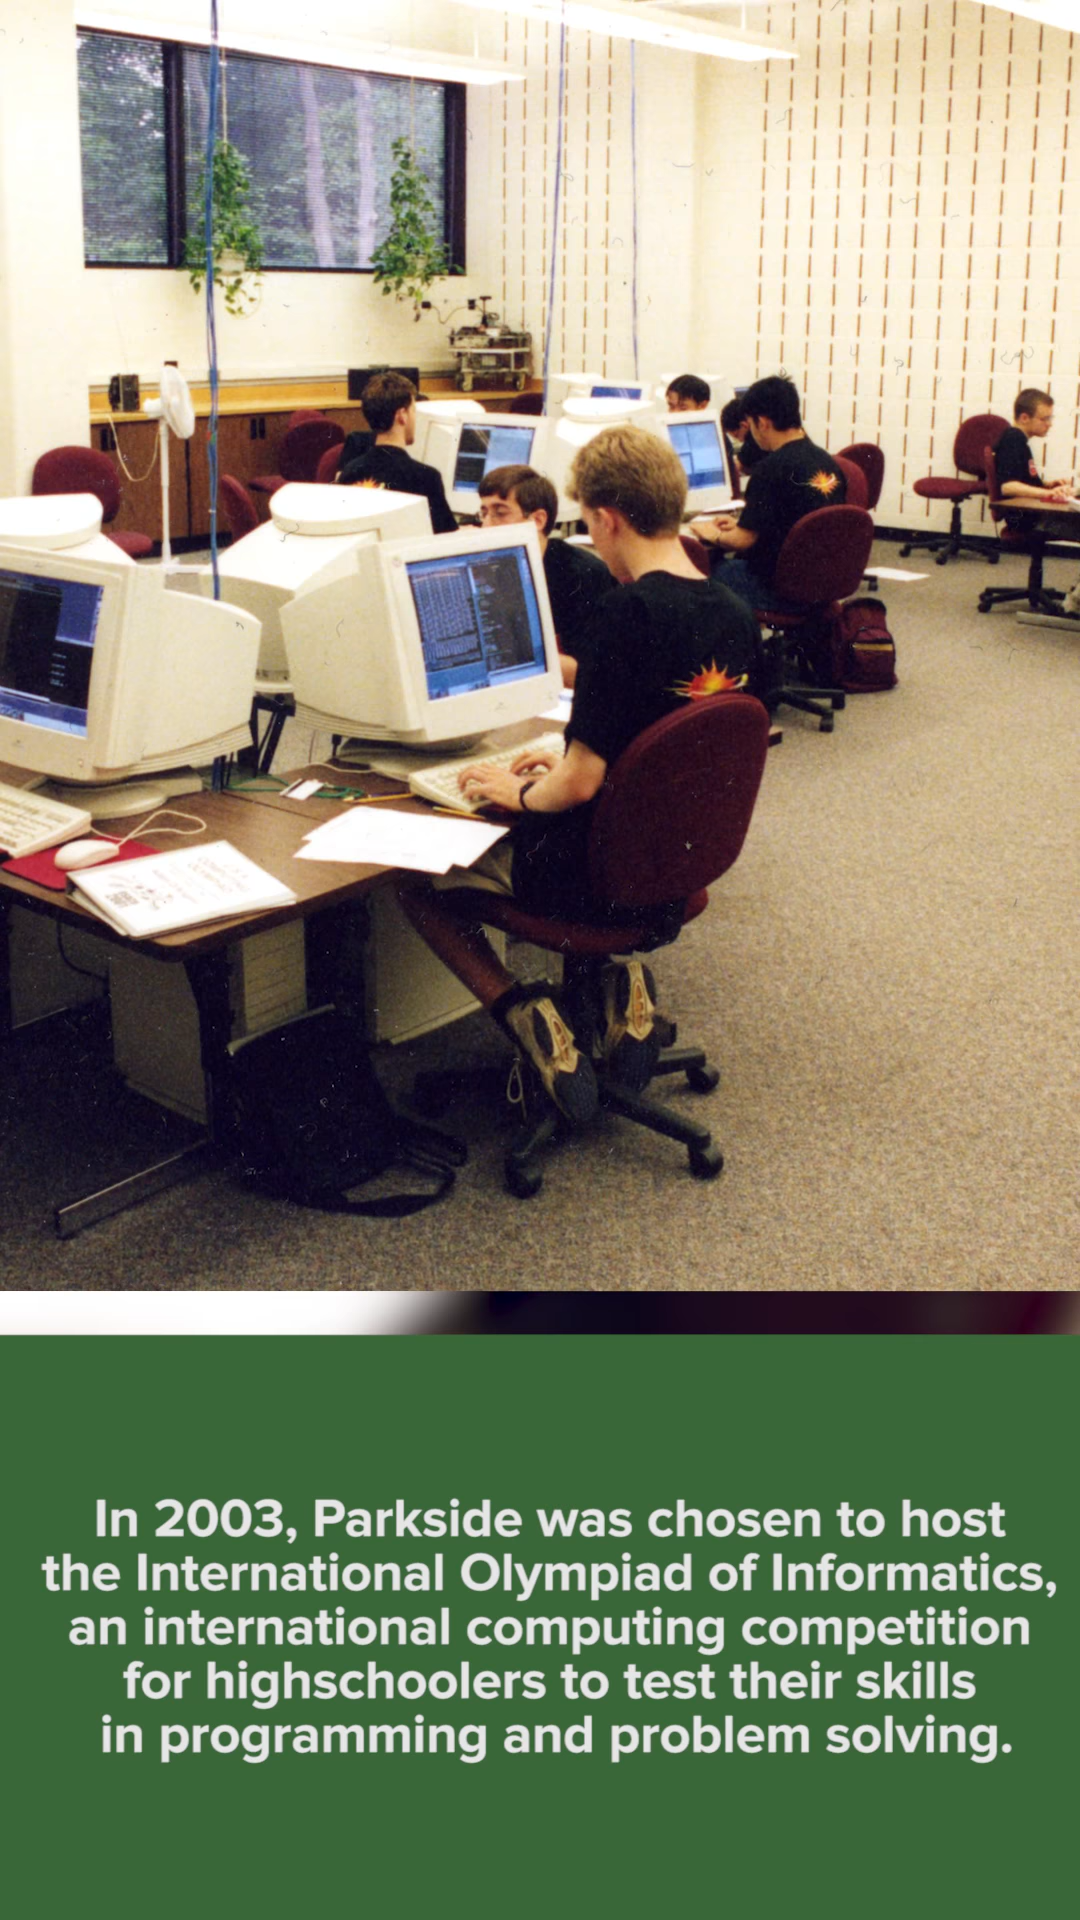 In 2003, Parkside was chosen to host
the International Olympiad of Informatics,
an international computing competition
for highschoolers to test their skills
in programming and problem solving.